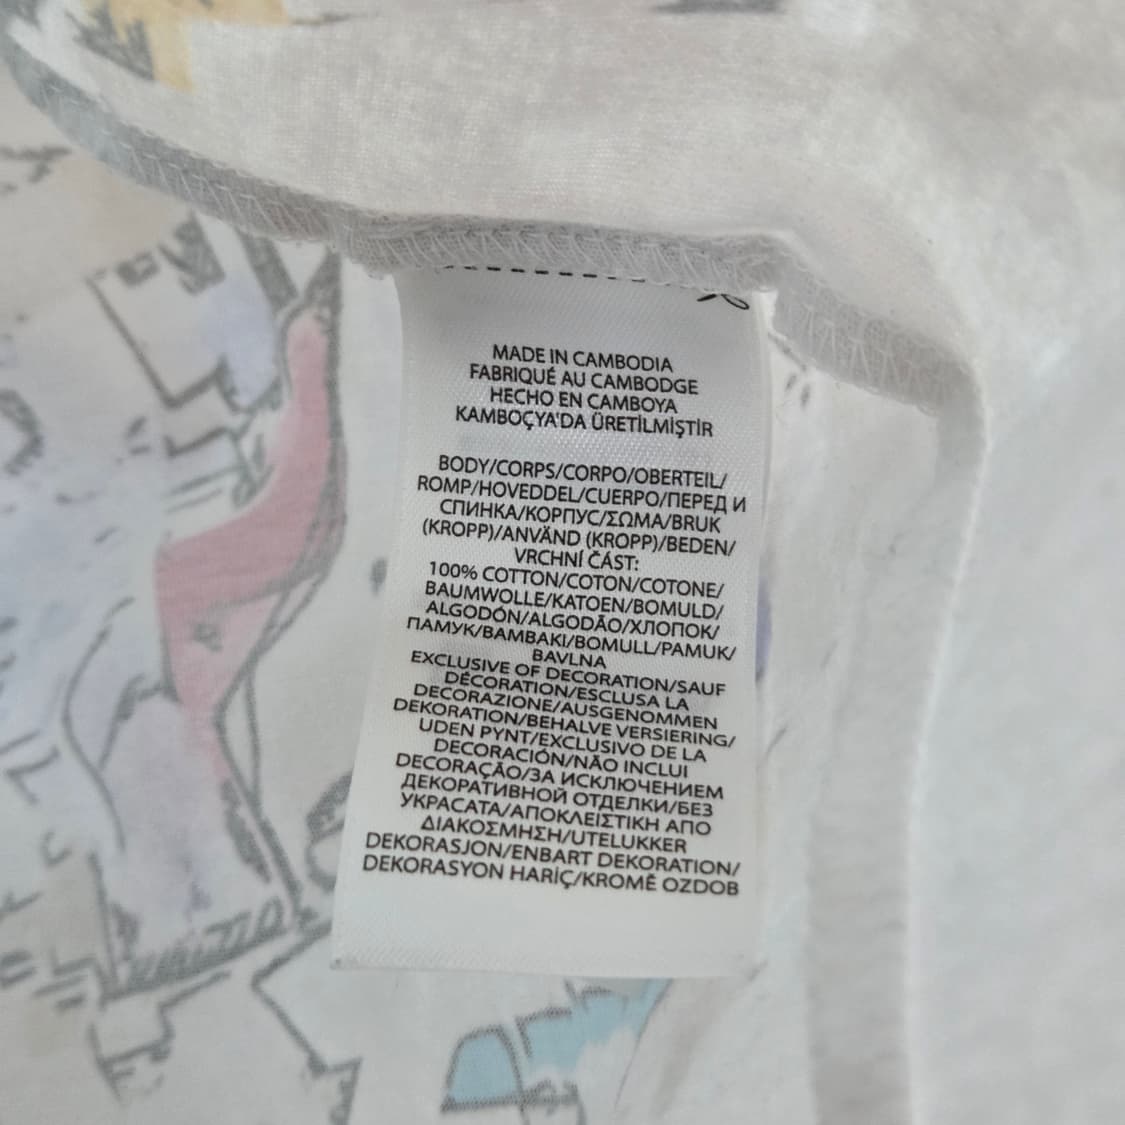 MADE IN CAMBODIA
FABRIQUÉ AU CAMBODGE
HECHO EN CAMBOYA
KAMBOÇYA'DA ÜRETİLMİŞTİR
BODY/CORPS/CORPO/OBERTEIL/
ROMP/HOVEDDEL/CUERPO/ПЕРЕД И
СПИНКА/КОРПУС/ΣΩΜΑ/BRUK
(KROPP)/ANVÄND (KROPP)/BEDEN/
VRCHNÍ ČÁST:
100% COTTON/COTON/COTONE/
BAUMWOLLE/KATOEN/BOMULD/
ALGODÓN/ALGODÃO/ХЛОПОК/
ПАМУК/ΒΑΜΒΑΚΙ/BOMULL/PAMUK/
BAVLNA
EXCLUSIVE OF DECORATION/SAUF
DÉCORATION/ESCLUSA LA
DECORAZIONE/AUSGENOMMEN
DEKORATION/BEHALVE VERSIERING/
UDEN PYNT/EXCLUSIVO DE LA
DECORACIÓN/NÃO INCLUI
DECORAÇÃO/ЗА ИСКЛЮЧЕНИЕМ
ДЕКОРАТИВНОЙ ОТДЕЛКИ/БЕЗ
УКРАСАТА/ΑΠΟΚΛΕΙΣΤΙΚΗ ΑΠΟ
ΔΙΑΚΟΣΜΗΣΗ/UTELUKKER
DEKORASJON/ENBART DEKORATION/
DEKORASYON HARİÇ/KROMĚ OZDOB